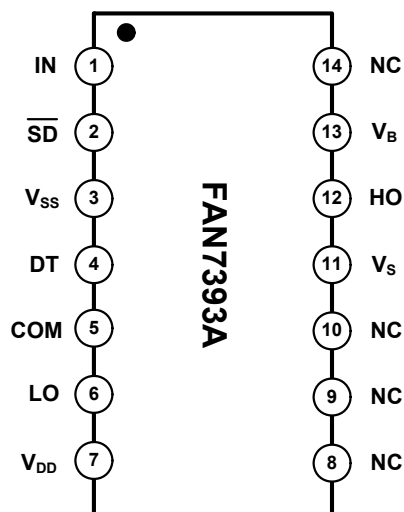 IN 1 14 NC
S̅D̅ 2 13 VB
VSS 3 12 HO
DT 4 11 VS
COM 5 10 NC
LO 6 9 NC
VDD 7 8 NC
FAN7393A